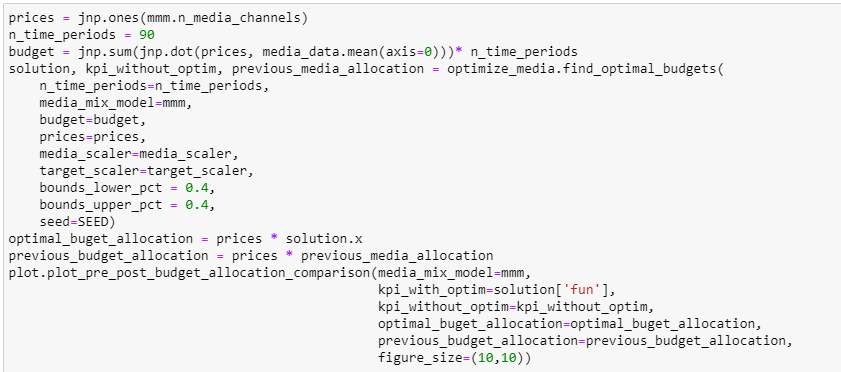 prices = jnp.ones(mmm.n_media_channels)
n_time_periods = 90
budget = jnp.sum(jnp.dot(prices, media_data.mean(axis=0)))* n_time_periods
solution, kpi_without_optim, previous_media_allocation = optimize_media.find_optimal_budgets(
    n_time_periods=n_time_periods,
    media_mix_model=mmm,
    budget=budget,
    prices=prices,
    media_scaler=media_scaler,
    target_scaler=target_scaler,
    bounds_lower_pct = 0.4,
    bounds_upper_pct = 0.4,
    seed=SEED)
optimal_buget_allocation = prices * solution.x
previous_budget_allocation = prices * previous_media_allocation
plot.plot_pre_post_budget_allocation_comparison(media_mix_model=mmm,
                                                kpi_with_optim=solution['fun'],
                                                kpi_without_optim=kpi_without_optim,
                                                optimal_buget_allocation=optimal_buget_allocation,
                                                previous_budget_allocation=previous_budget_allocation,
                                                figure_size=(10,10))